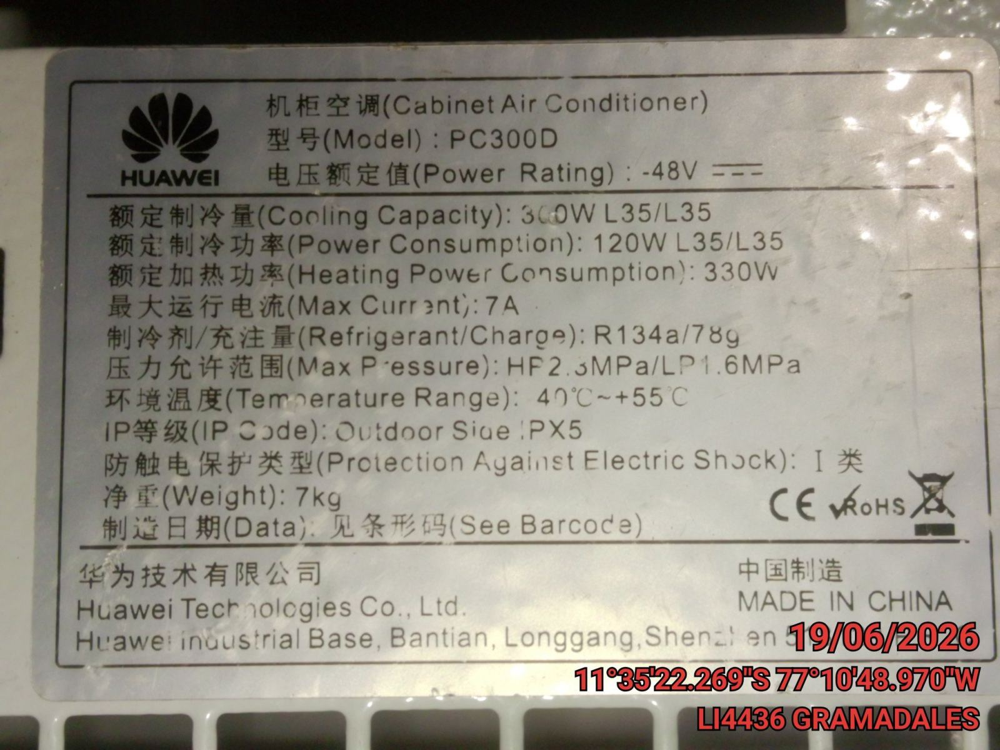 HUAWEI
机柜空调(Cabinet Air Conditioner)
型号(Model) : PC300D
电压额定值(Power Rating) : -48V
额定制冷量(Cooling Capacity): 300W L35/L35
额定制冷功率(Power Consumption): 120W L35/L35
额定加热功率(Heating Power Consumption): 330W
最大运行电流(Max Current): 7A
制冷剂/充注量(Refrigerant/Charge): R134a/78g
压力允许范围(Max Pressure): HP2.3MPa/LP1.6MPa
环境温度(Temperature Range): 40℃~+55℃
IP等级(IP Code): Outdoor Side IPX5
防触电保护类型(Protection Against Electric Shock): I 类
净重(Weight): 7kg
制造日期(Data): 见条形码(See Barcode)
CE RoHS
华为技术有限公司
Huawei Technologies Co., Ltd.
Huawei Industrial Base, Bantian, Longgang,Shenzhen
中国制造
MADE IN CHINA
19/06/2026
11°35'22.269"S 77°10'48.970"W
LI4436 GRAMADALES